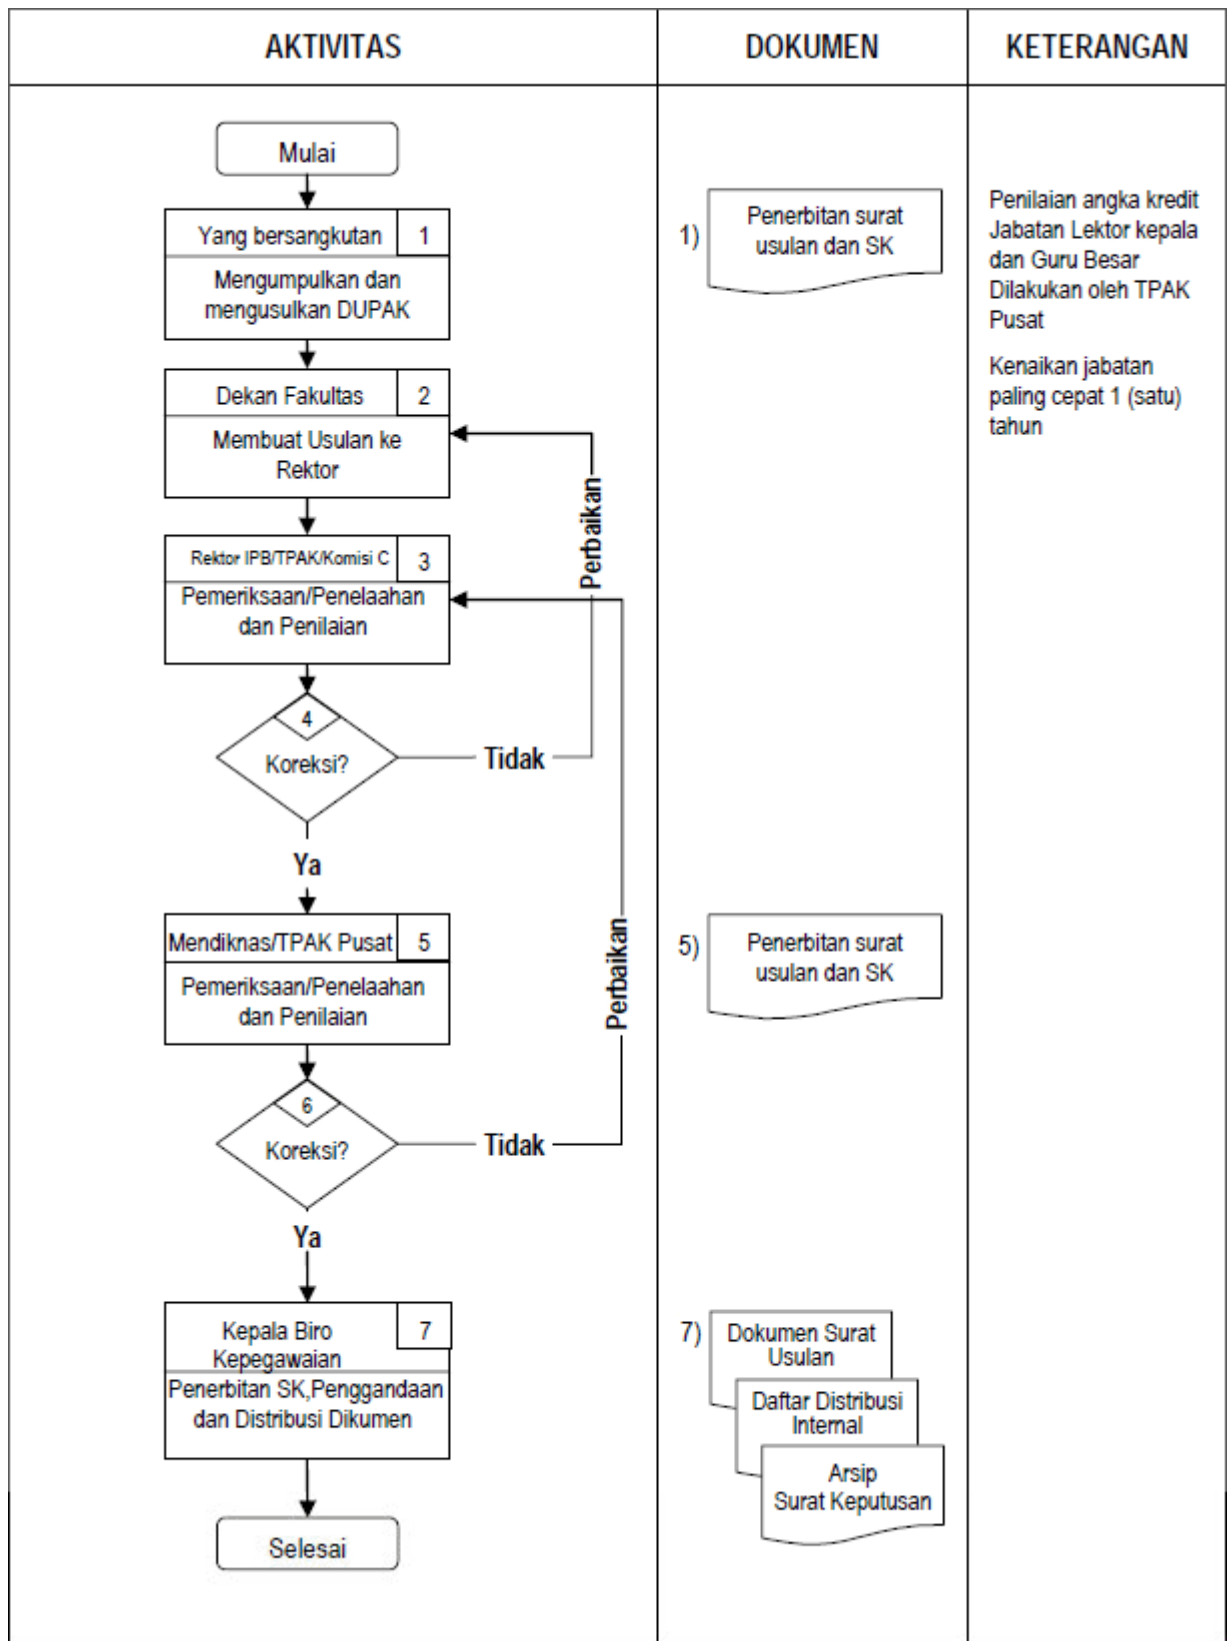 AKTIVITAS
DOKUMEN
KETERANGAN
Mulai
Yang bersangkutan
1
Mengumpulkan dan
mengusulkan DUPAK
1)
Penerbitan surat
usulan dan SK
Penilaian angka kredit
Jabatan Lektor kepala
dan Guru Besar
Dilakukan oleh TPAK
Pusat
Kenaikan jabatan
paling cepat 1 (satu)
tahun
Dekan Fakultas
2
Membuat Usulan ke
Rektor
Perbaikan
Rektor IPB/TPAK/Komisi C
3
Pemeriksaan/Penelaahan
dan Penilaian
4
Koreksi?
Tidak
Ya
Mendiknas/TPAK Pusat
5
Pemeriksaan/Penelaahan
dan Penilaian
Perbaikan
5)
Penerbitan surat
usulan dan SK
6
Koreksi?
Tidak
Ya
Kepala Biro
Kepegawaian
7
Penerbitan SK,Penggandaan
dan Distribusi Dikumen
7)
Dokumen Surat
Usulan
Daftar Distribusi
Internal
Arsip
Surat Keputusan
Selesai